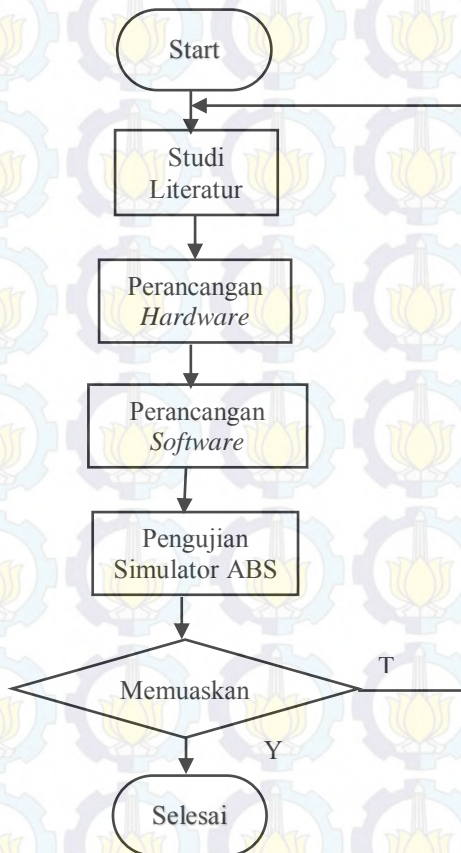 Start
Studi
Literatur
Perancangan
Hardware
Perancangan
Software
Pengujian
Simulator ABS
T
Memuaskan
Y
Selesai